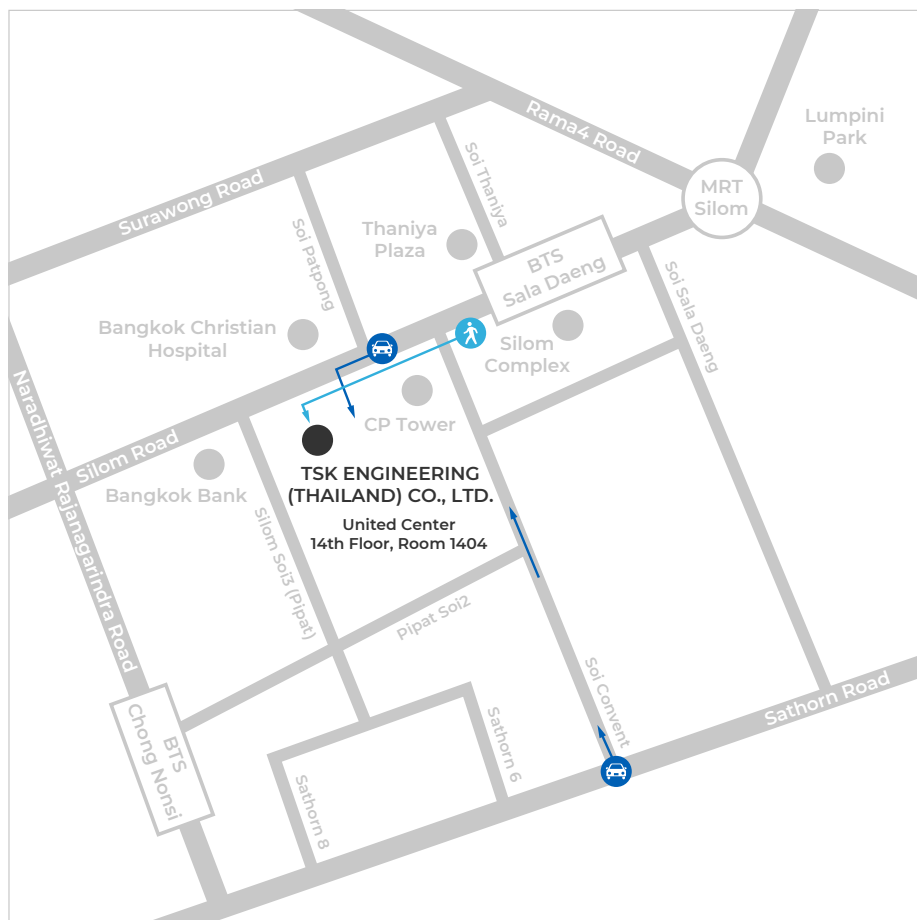 Rama4 Road
Lumpini
Park
MRT
Silom
Surawong Road
Soi Thaniya
Soi Patpong
Thaniya
Plaza
BTS
Sala Daeng
Soi Sala Daeng
Bangkok Christian
Hospital
Silom
Complex
Naradhiwat Rajanagarindra Road
CP Tower
Silom Road
Bangkok Bank
TSK ENGINEERING
(THAILAND) CO., LTD.
United Center
14th Floor, Room 1404
Silom Soi3 (Pipat)
Pipat Soi2
Soi Convent
Sathorn Road
BTS
Chong Nonsi
Sathorn 6
Sathorn 8